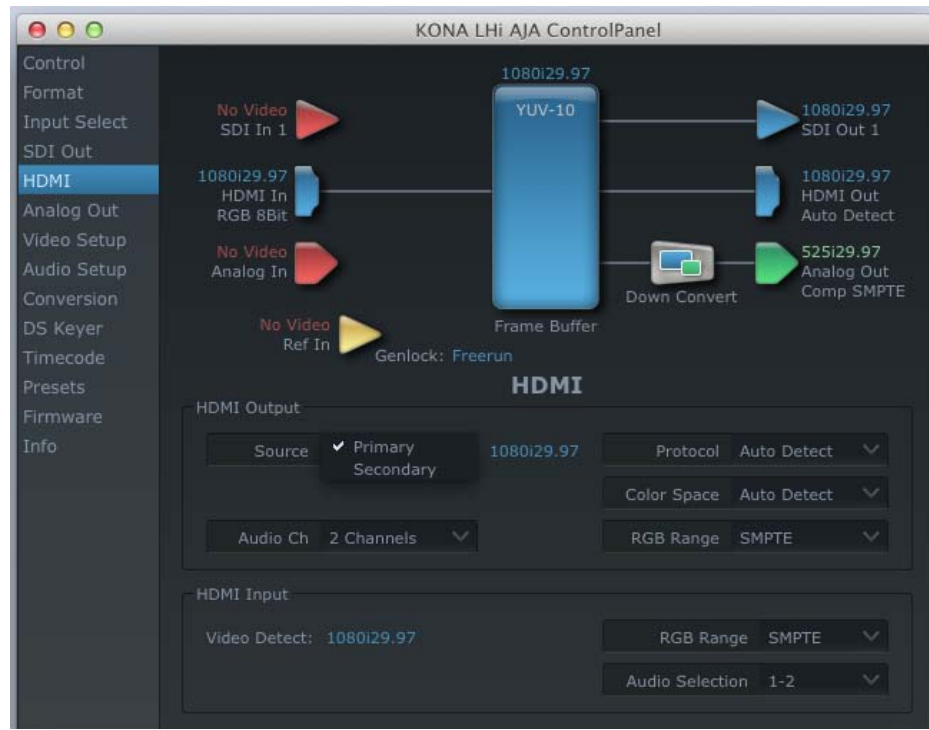 KONA LHi AJA ControlPanel
Control
Format
Input Select
SDI Out
HDMI
Analog Out
Video Setup
Audio Setup
Conversion
DS Keyer
Timecode
Presets
Firmware
Info
1080i29.97
YUV-10
No Video
SDI In 1
1080i29.97
SDI Out 1
1080i29.97
HDMI In
RGB 8Bit
1080i29.97
HDMI Out
Auto Detect
No Video
Analog In
Down Convert
525i29.97
Analog Out
Comp SMPTE
No Video
Ref In
Frame Buffer
Genlock: Freerun
HDMI
HDMI Output
Source ✔ Primary 1080i29.97 Protocol Auto Detect
Secondary
Color Space Auto Detect
Audio Ch 2 Channels RGB Range SMPTE
HDMI Input
Video Detect: 1080i29.97 RGB Range SMPTE
Audio Selection 1-2